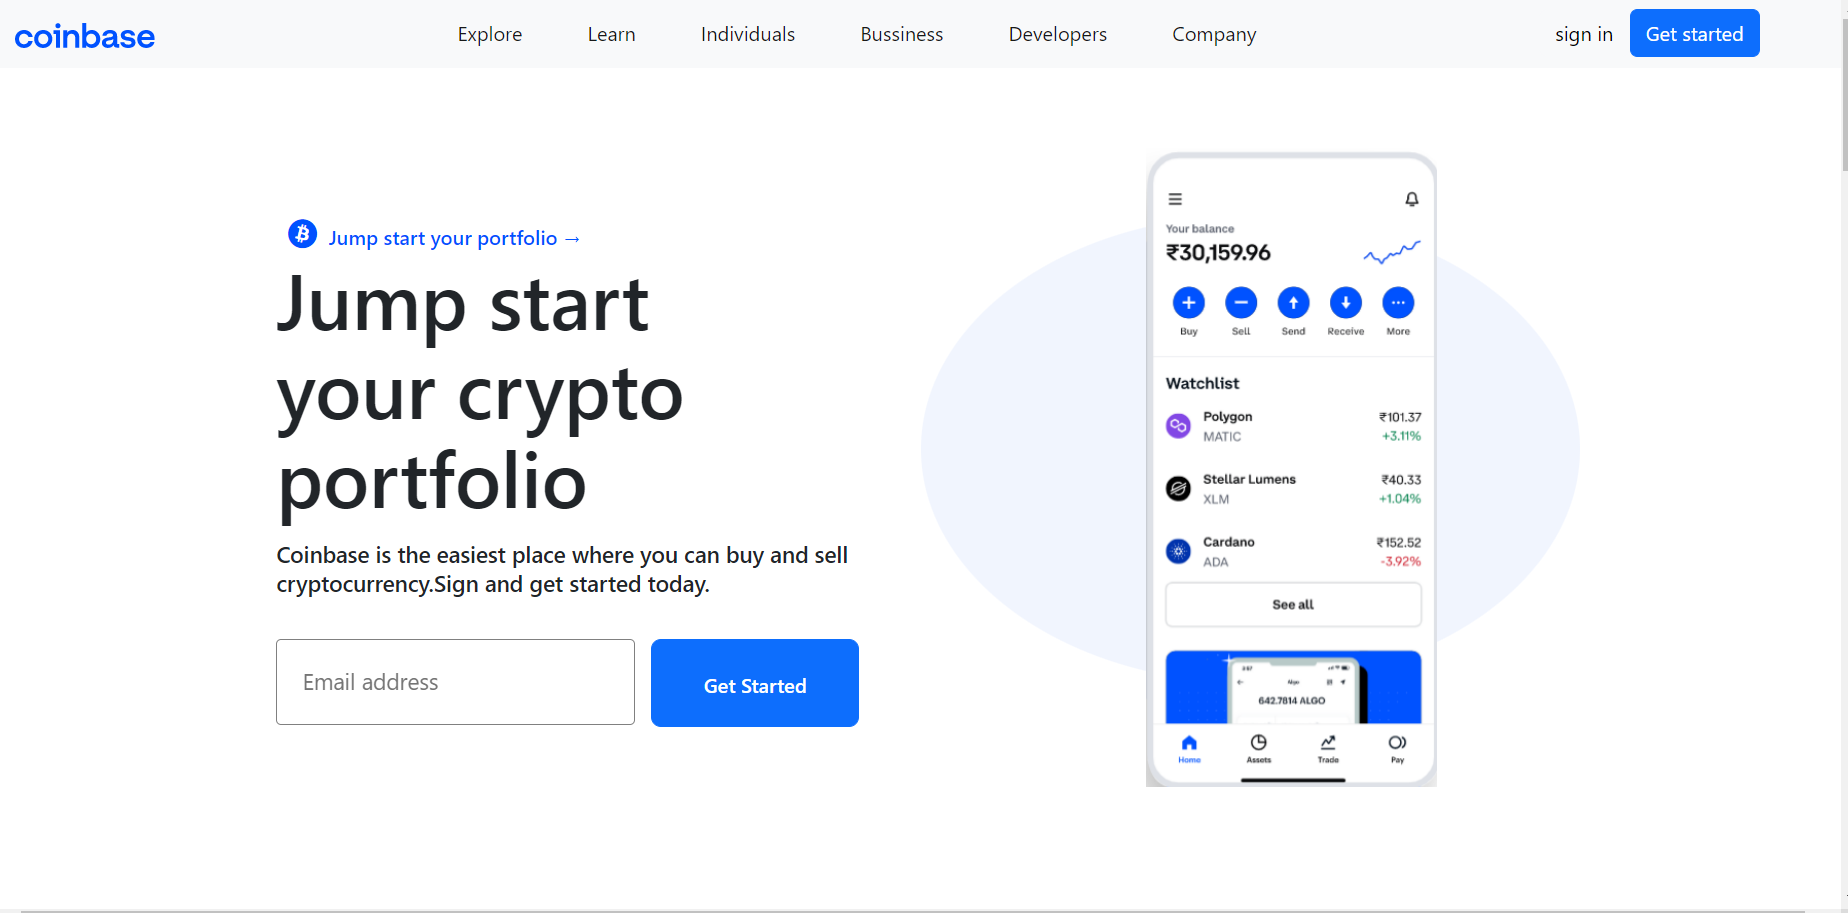 coinbase
Explore
Learn
Individuals
Bussiness
Developers
Company
sign in
Get started
Jump start your portfolio →
Jump start
your crypto
portfolio
Coinbase is the easiest place where you can buy and sell
cryptocurrency.Sign and get started today.
Email address
Get Started
Your balance
₹30,159.96
Buy
Sell
Send
Receive
More
Watchlist
Polygon ₹101.37
MATIC +3.11%
Stellar Lumens ₹40.33
XLM +1.04%
Cardano ₹152.52
ADA -3.92%
See all
Algo
642.7814 ALGO
Home
Assets
Trade
Pay